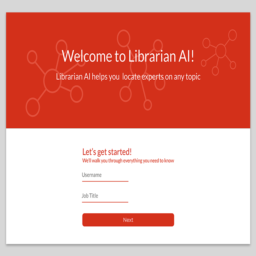 Welcome to Librarian AI!
Librarian AI helps you locate experts on any topic
Let's get started!
We'll walk you through everything you need to know
Username
Job Title
Next